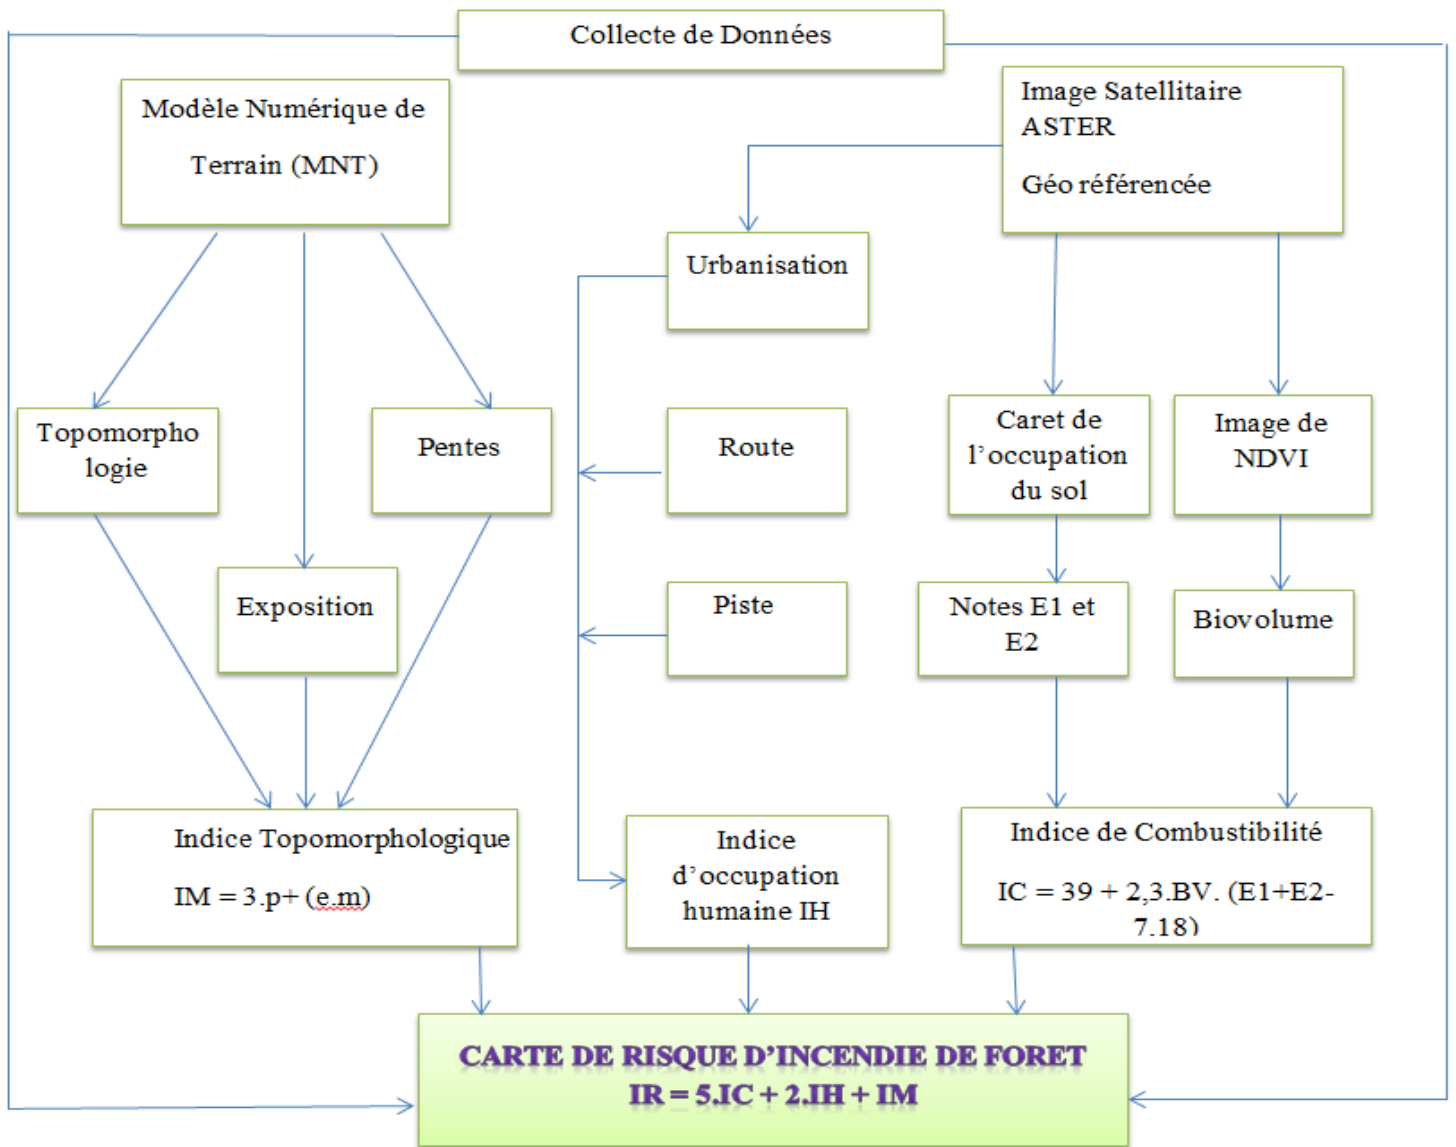 Collecte de Données
Modèle Numérique de
Terrain (MNT)
Image Satellitaire
ASTER
Géo référencée
Urbanisation
Topomorpho
logie
Pentes
Route
Caret de
l’occupation
du sol
Image de
NDVI
Exposition
Piste
Notes E1 et
E2
Biovolume
Indice Topomorphologique
IM = 3.p+ (e.m)
Indice
d’occupation
humaine IH
Indice de Combustibilité
IC = 39 + 2,3.BV. (E1+E2-
7.18)
CARTE DE RISQUE D’INCENDIE DE FORET
IR = 5.IC + 2.IH + IM